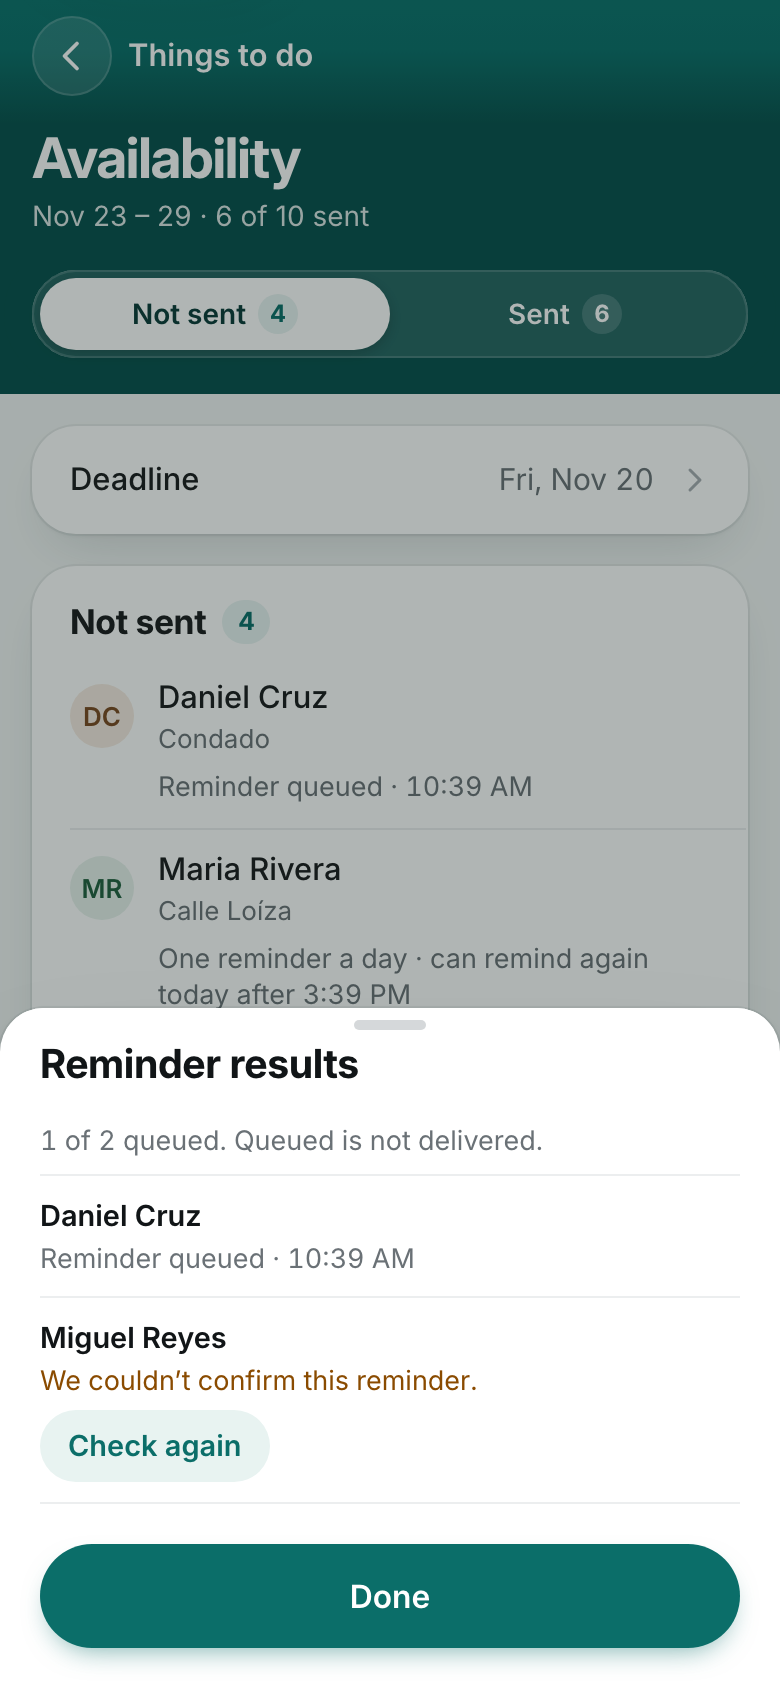 Things to do
Availability
Nov 23 – 29 · 6 of 10 sent
Not sent 4
Sent 6
Deadline
Fri, Nov 20
Not sent 4
DC
Daniel Cruz
Condado
Reminder queued · 10:39 AM
MR
Maria Rivera
Calle Loíza
One reminder a day · can remind again
today after 3:39 PM
Reminder results
1 of 2 queued. Queued is not delivered.
Daniel Cruz
Reminder queued · 10:39 AM
Miguel Reyes
We couldn’t confirm this reminder.
Check again
Done